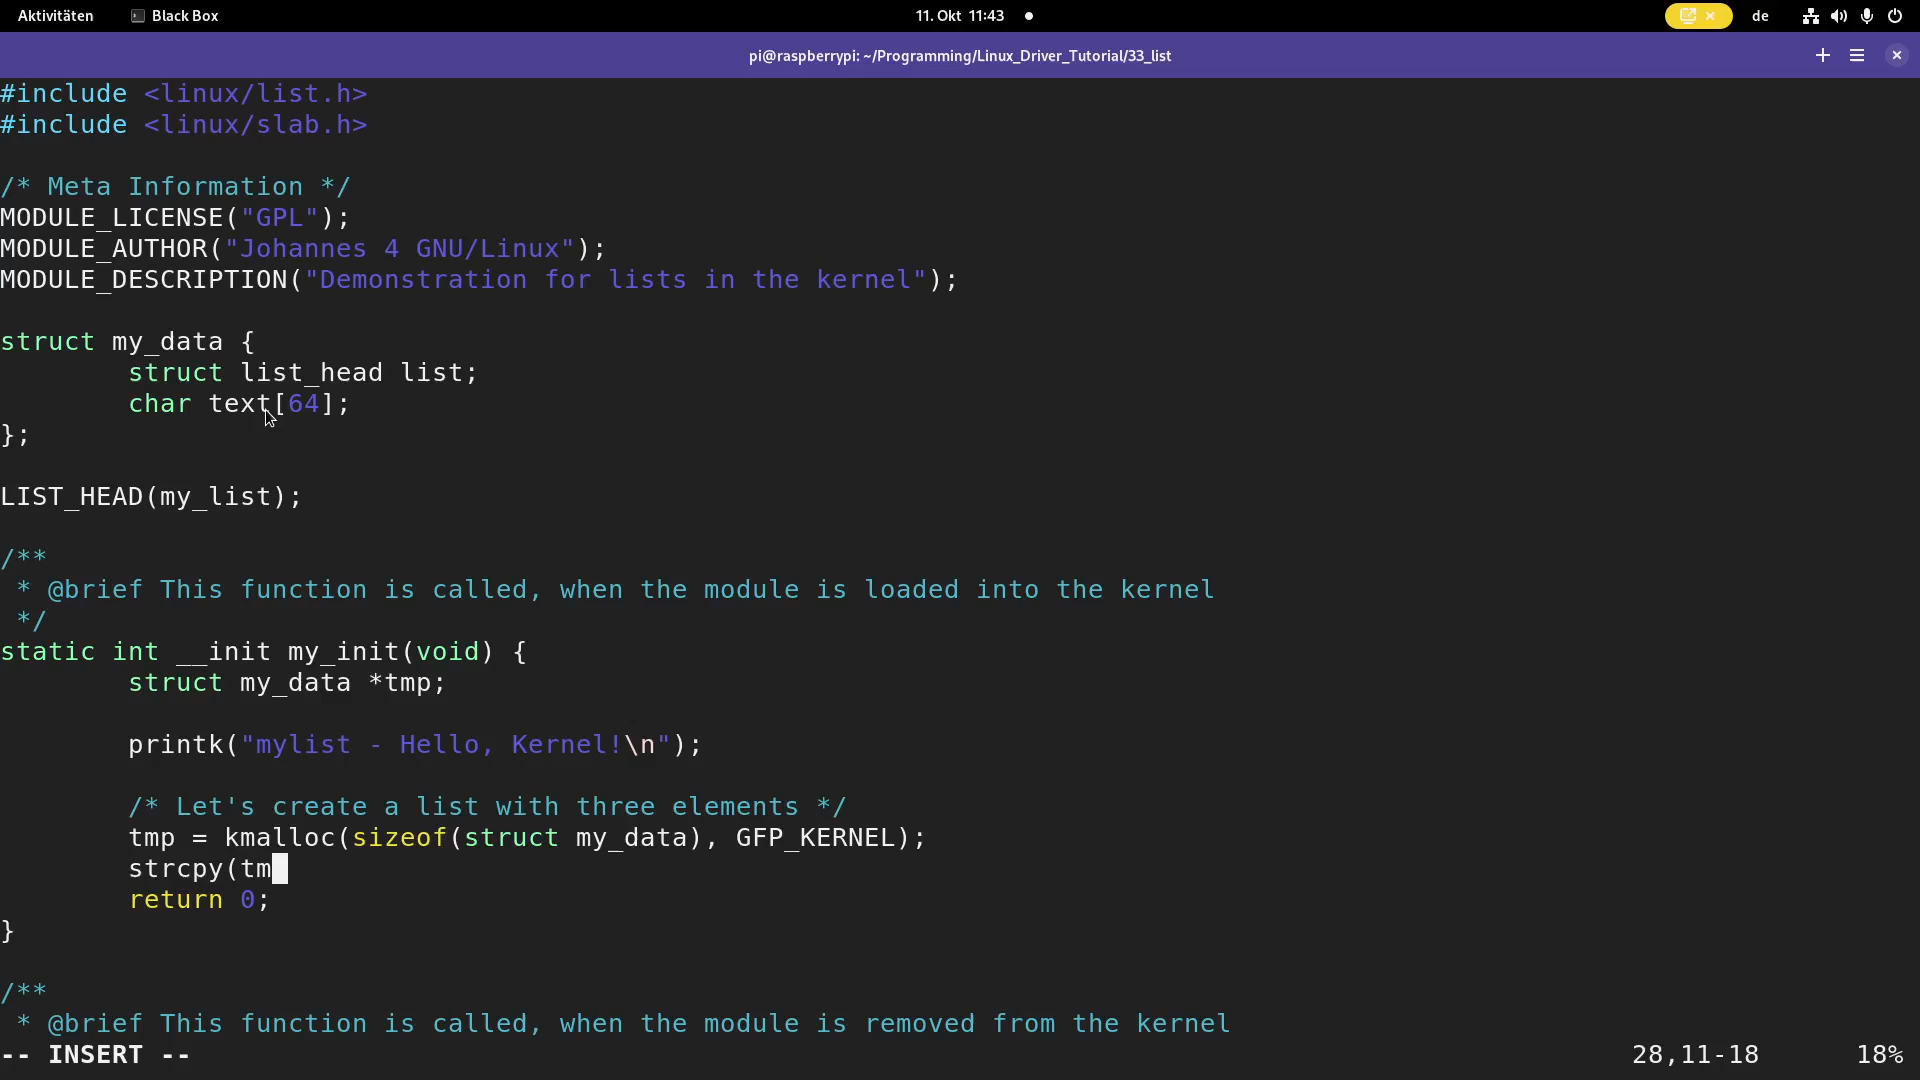 Aktivitäten Black Box 11. Okt 11:43 de
pi@raspberrypi: ~/Programming/Linux_Driver_Tutorial/33_list
#include <linux/list.h>
#include <linux/slab.h>

/* Meta Information */
MODULE_LICENSE("GPL");
MODULE_AUTHOR("Johannes 4 GNU/Linux");
MODULE_DESCRIPTION("Demonstration for lists in the kernel");

struct my_data {
        struct list_head list;
        char text[64];
};

LIST_HEAD(my_list);

/**
 * @brief This function is called, when the module is loaded into the kernel
 */
static int __init my_init(void) {
        struct my_data *tmp;

        printk("mylist - Hello, Kernel!\n");

        /* Let's create a list with three elements */
        tmp = kmalloc(sizeof(struct my_data), GFP_KERNEL);
        strcpy(tm
        return 0;
}

/**
 * @brief This function is called, when the module is removed from the kernel
-- INSERT -- 28,11-18 18%